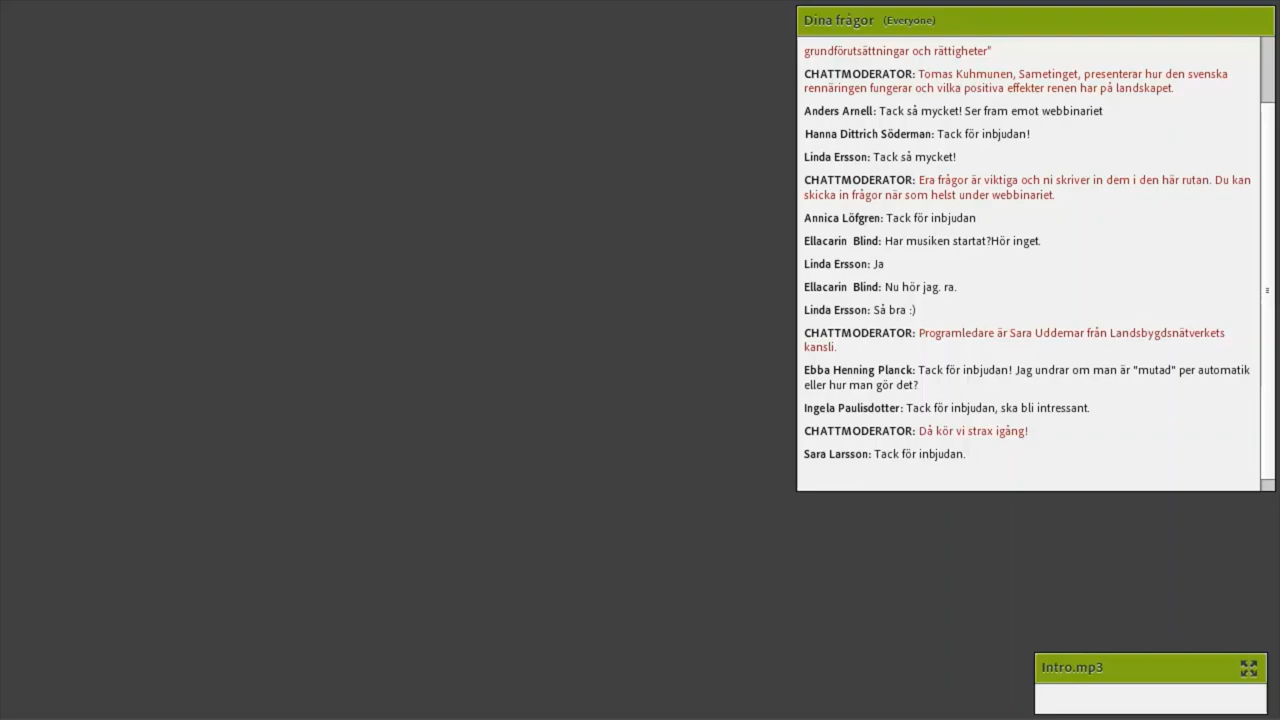 Dina frågor (Everyone)
grundförutsättningar och rättigheter"
CHATTMODERATOR: Tomas Kuhmunen, Sametinget, presenterar hur den svenska
rennäringen fungerar och vilka positiva effekter renen har på landskapet.
Anders Arnell: Tack så mycket! Ser fram emot webbinariet
Hanna Dittrich Söderman: Tack för inbjudan!
Linda Ersson: Tack så mycket!
CHATTMODERATOR: Era frågor är viktiga och ni skriver in dem i den här rutan. Du kan
skicka in frågor när som helst under webbinariet.
Annica Löfgren: Tack för inbjudan
Ellacarin Blind: Har musiken startat?Hör inget.
Linda Ersson: Ja
Ellacarin Blind: Nu hör jag. ra.
Linda Ersson: Så bra :)
CHATTMODERATOR: Programledare är Sara Uddemar från Landsbygdsnätverkets
kansli.
Ebba Henning Planck: Tack för inbjudan! Jag undrar om man är "mutad" per automatik
eller hur man gör det?
Ingela Paulisdotter: Tack för inbjudan, ska bli intressant.
CHATTMODERATOR: Då kör vi strax igång!
Sara Larsson: Tack för inbjudan.
Intro.mp3